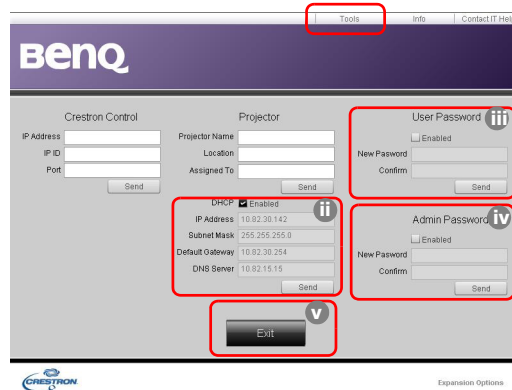 Tools Info Contact IT Hel
BenQ
Crestron Control
IP Address
IP ID
Port
Send
Projector
Projector Name
Location
Assigned To
Send
DHCP Enabled
ii
IP Address 10.82.30.142
Subnet Mask 255.255.255.0
Default Gateway 10.82.30.254
DNS Server 10.82.15.15
Send
User Password
iii
Enabled
New Pasword
Confirm
Send
Admin Password
iv
Enabled
New Pasword
Confirm
Send
v
Exit
CRESTRON
Expansion Options